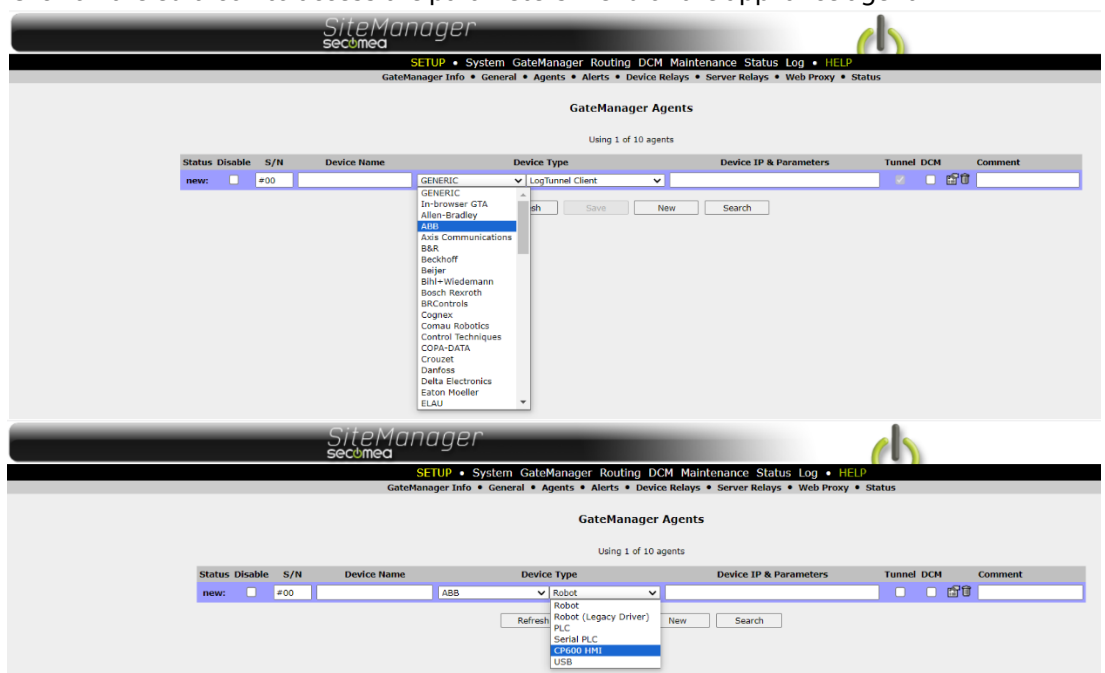 SiteManager
secomea
SETUP • System GateManager Routing DCM Maintenance Status Log • HELP
GateManager Info • General • Agents • Alerts • Device Relays • Server Relays • Web Proxy • Status
GateManager Agents
Using 1 of 10 agents
Status Disable S/N Device Name Device Type Device IP & Parameters Tunnel DCM Comment
new: #00 GENERIC LogTunnel Client
GENERIC
In-browser GTA
Allen-Bradley
ABB
Axis Communications
B&R
Beckhoff
Beijer
Bihl+Wiedemann
Bosch Rexroth
BRControls
Cognex
Comau Robotics
Control Techniques
COPA-DATA
Crouzet
Danfoss
Delta Electronics
Eaton Moeller
ELAU
sh Save New Search
SiteManager
secomea
SETUP • System GateManager Routing DCM Maintenance Status Log • HELP
GateManager Info • General • Agents • Alerts • Device Relays • Server Relays • Web Proxy • Status
GateManager Agents
Using 1 of 10 agents
Status Disable S/N Device Name Device Type Device IP & Parameters Tunnel DCM Comment
new: #00 ABB Robot
Refresh New Search
Robot
Robot (Legacy Driver)
PLC
Serial PLC
CP600 HMI
USB